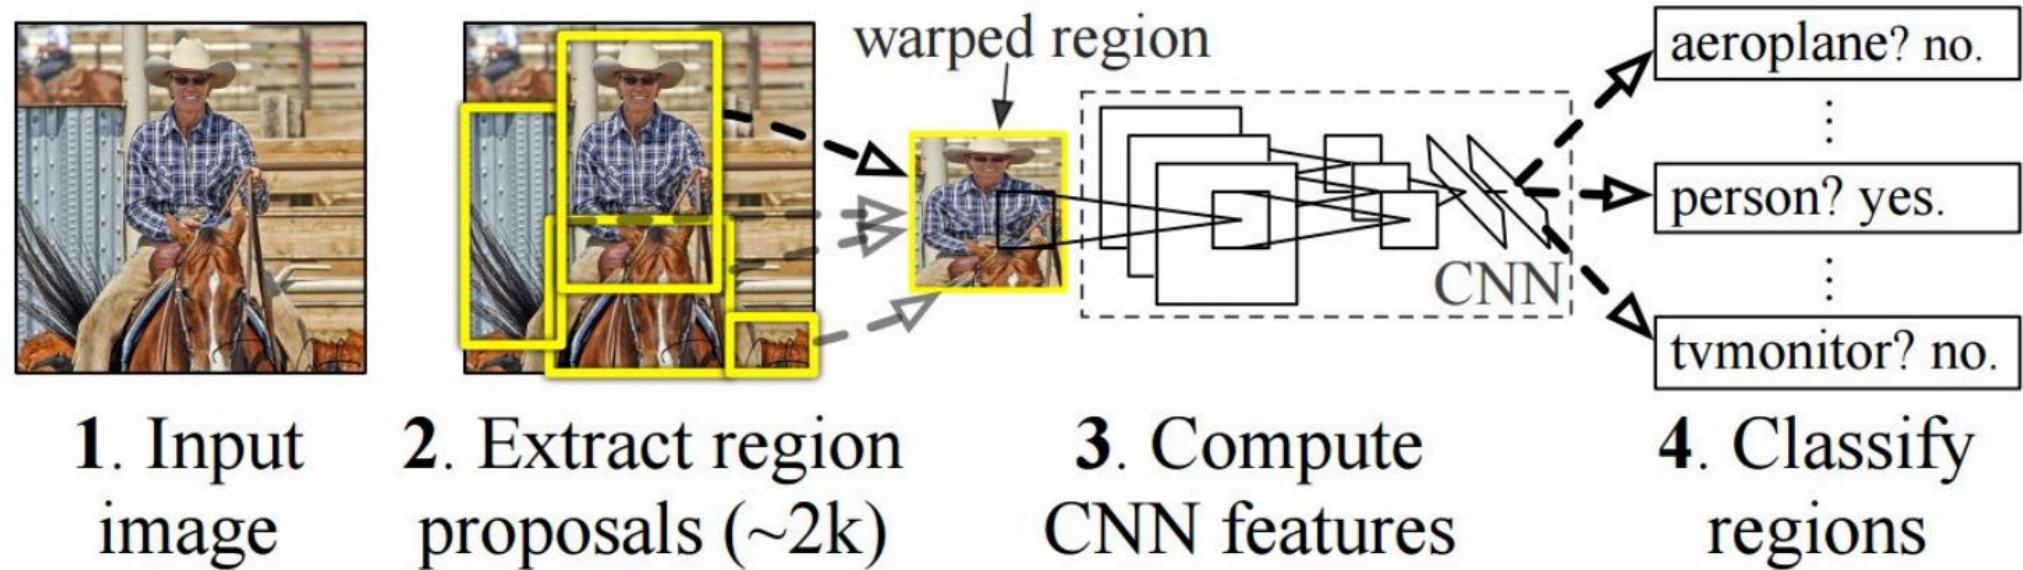 warped region
aeroplane? no.
person? yes.
CNN
tvmonitor? no.
1. Input
image
2. Extract region
proposals (~2k)
3. Compute
CNN features
4. Classify
regions